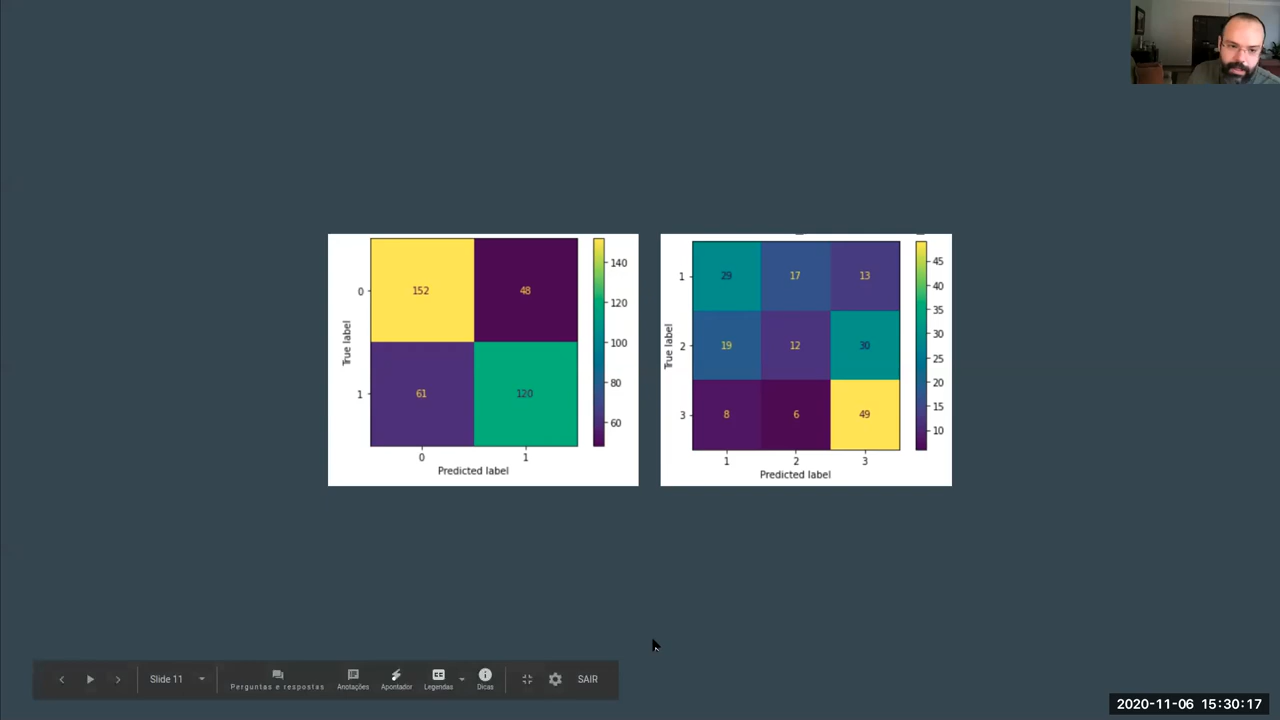 152 48
61 120
0
1
True label
0 1
Predicted label
140
120
100
80
60
29 17 13
19 12 30
8 6 49
1
2
3
True label
1 2 3
Predicted label
45
40
35
30
25
20
15
10
Slide 11
Perguntas e respostas
Anotações
Apontador
CC
Legendas
Dicas
SAIR
2020-11-06 15:30:17